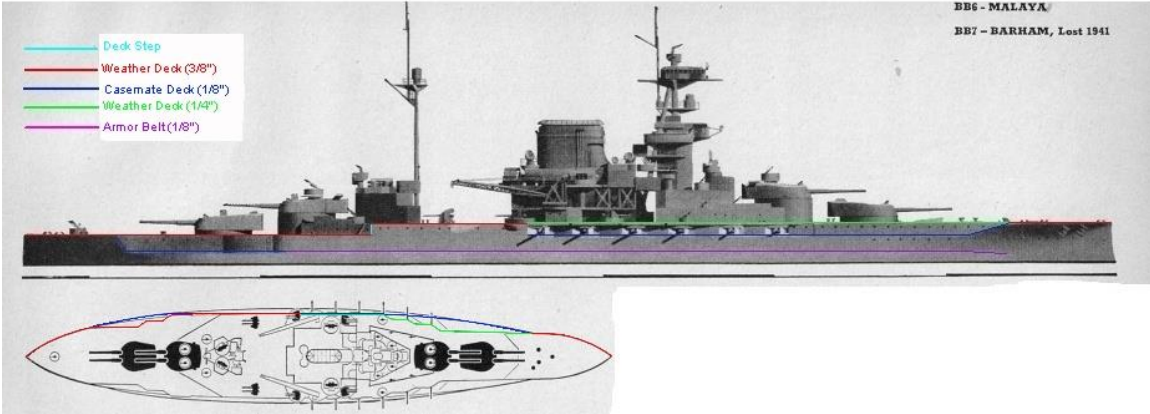 BB6 - MALAYA
BB7 - BARHAM, Lost 1941
Deck Step
Weather Deck (3/8")
Casemate Deck (1/8")
Weather Deck (1/4")
Armor Belt (1/8")